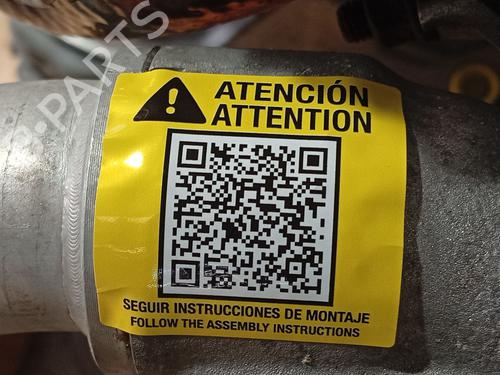 ATENCIÓN
ATTENTION
SEGUIR INSTRUCCIONES DE MONTAJE
FOLLOW THE ASSEMBLY INSTRUCTIONS